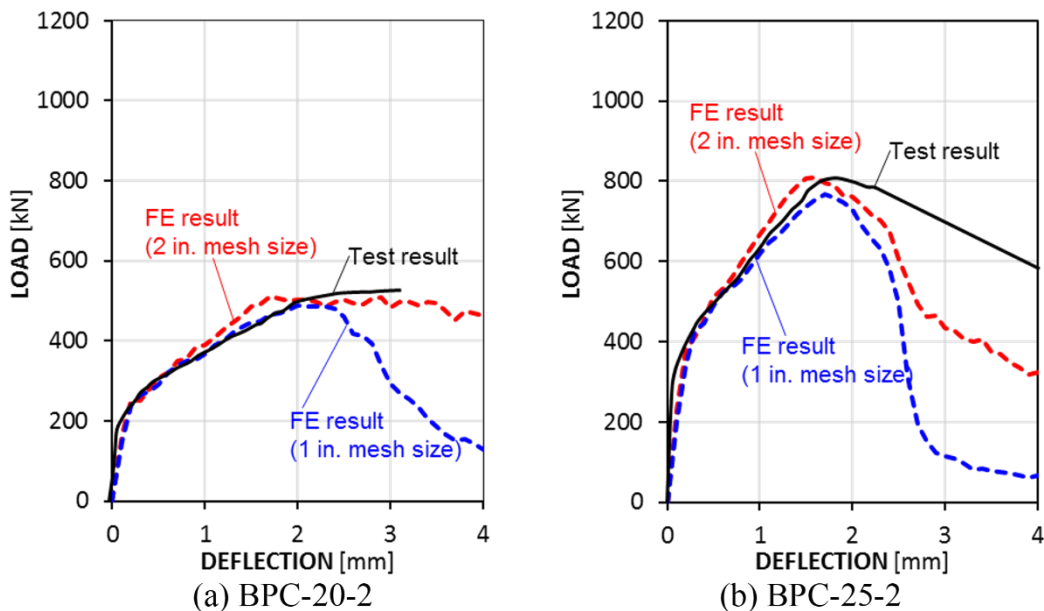 1200
1000
800
600
400
200
0
LOAD [kN]
FE result
(2 in. mesh size)
Test result
FE result
(1 in. mesh size)
0 1 2 3 4
DEFLECTION [mm]
(a) BPC-20-2
1200
1000
800
600
400
200
0
LOAD [kN]
FE result
(2 in. mesh size)
Test result
FE result
(1 in. mesh size)
0 1 2 3 4
DEFLECTION [mm]
(b) BPC-25-2